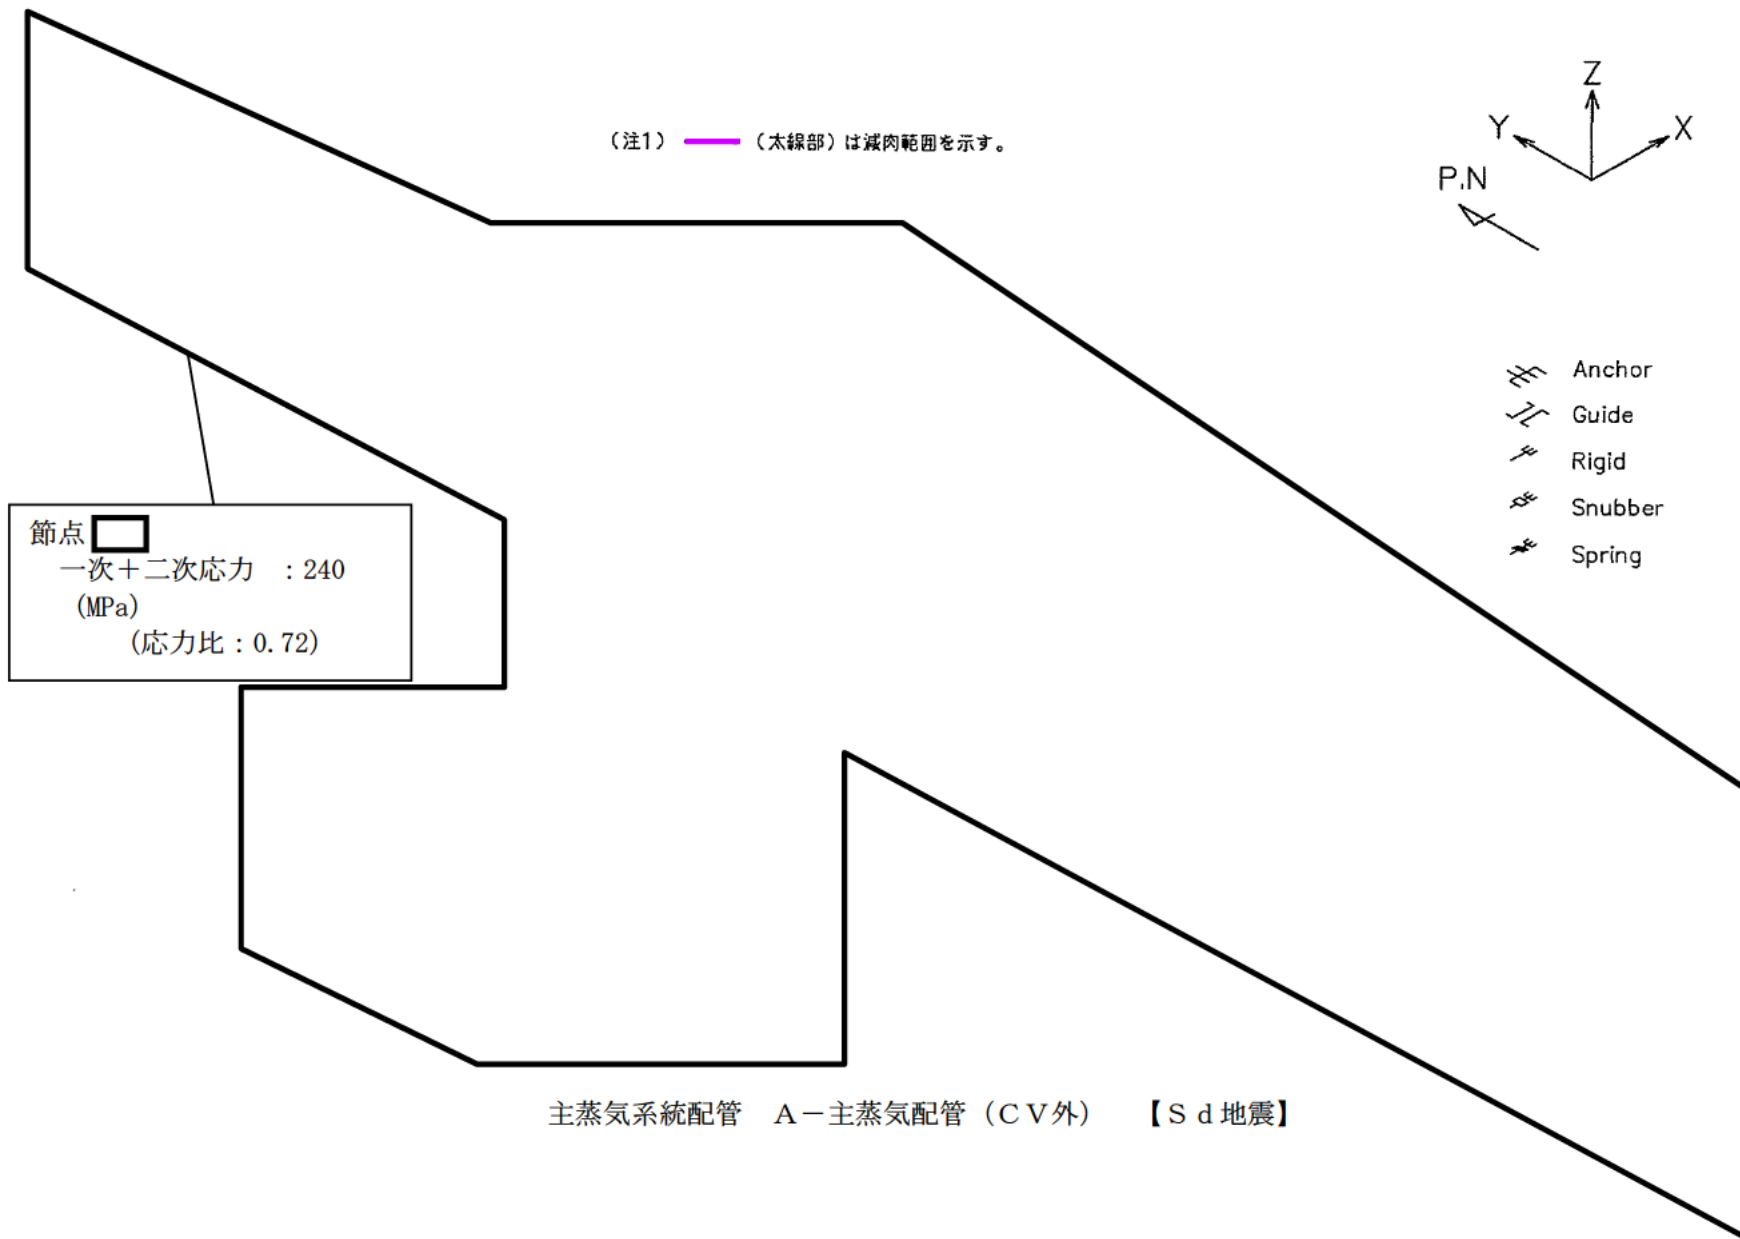 Z
(注1) （太線部）は減肉範囲を示す。
Y
X
P.N
Anchor
Guide
Rigid
Snubber
Spring
節点
一次＋二次応力 ：240
(MPa)
(応力比：0.72)
主蒸気系統配管 A－主蒸気配管（CV外） 【Sd地震】